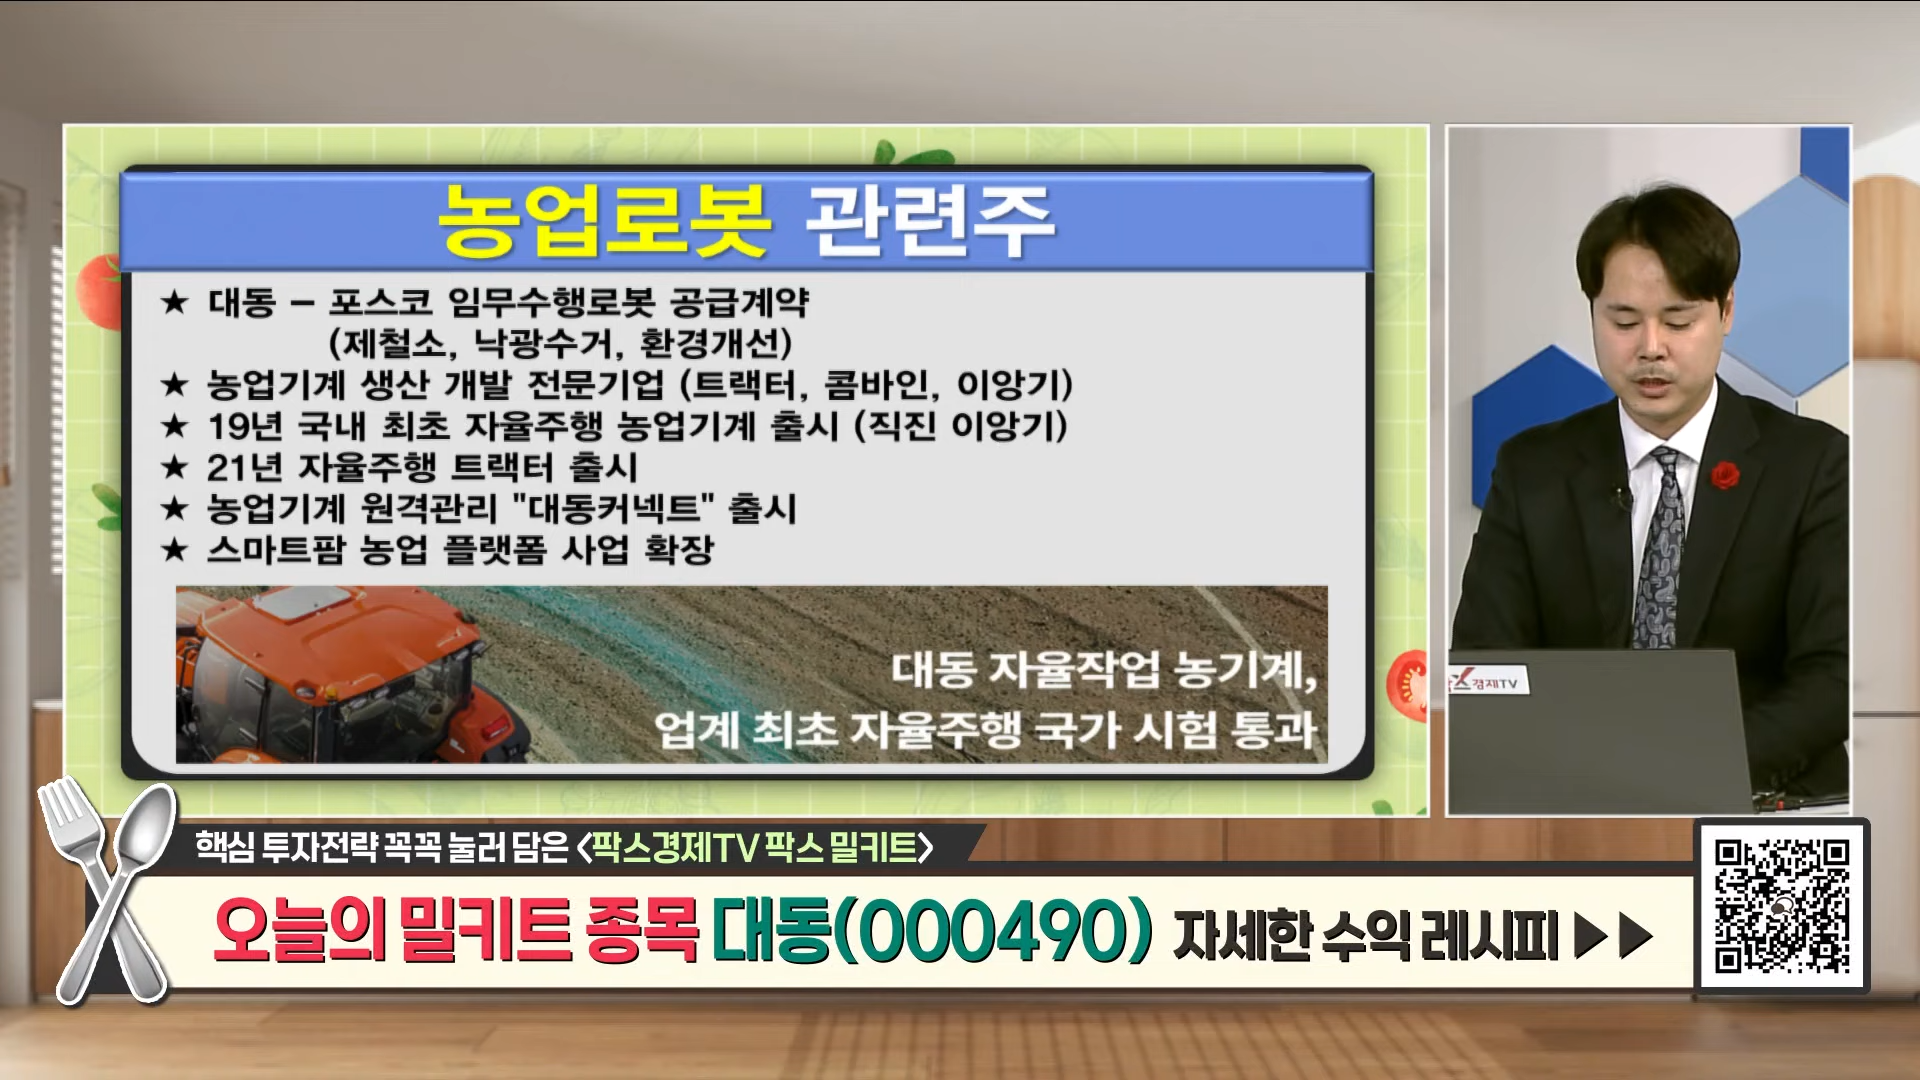 농업로봇 관련주
★ 대동 – 포스코 임무수행로봇 공급계약
(제철소, 낙광수거, 환경개선)
★ 농업기계 생산 개발 전문기업 (트랙터, 콤바인, 이앙기)
★ 19년 국내 최초 자율주행 농업기계 출시 (직진 이앙기)
★ 21년 자율주행 트랙터 출시
★ 농업기계 원격관리 "대동커넥트" 출시
★ 스마트팜 농업 플랫폼 사업 확장
대동 자율작업 농기계,
업계 최초 자율주행 국가 시험 통과
경제TV
핵심 투자전략 꼭꼭 눌러 담은 <팍스경제TV 팍스 밀키트>
오늘의 밀키트 종목 대동(000490) 자세한 수익 레시피 ▶▶